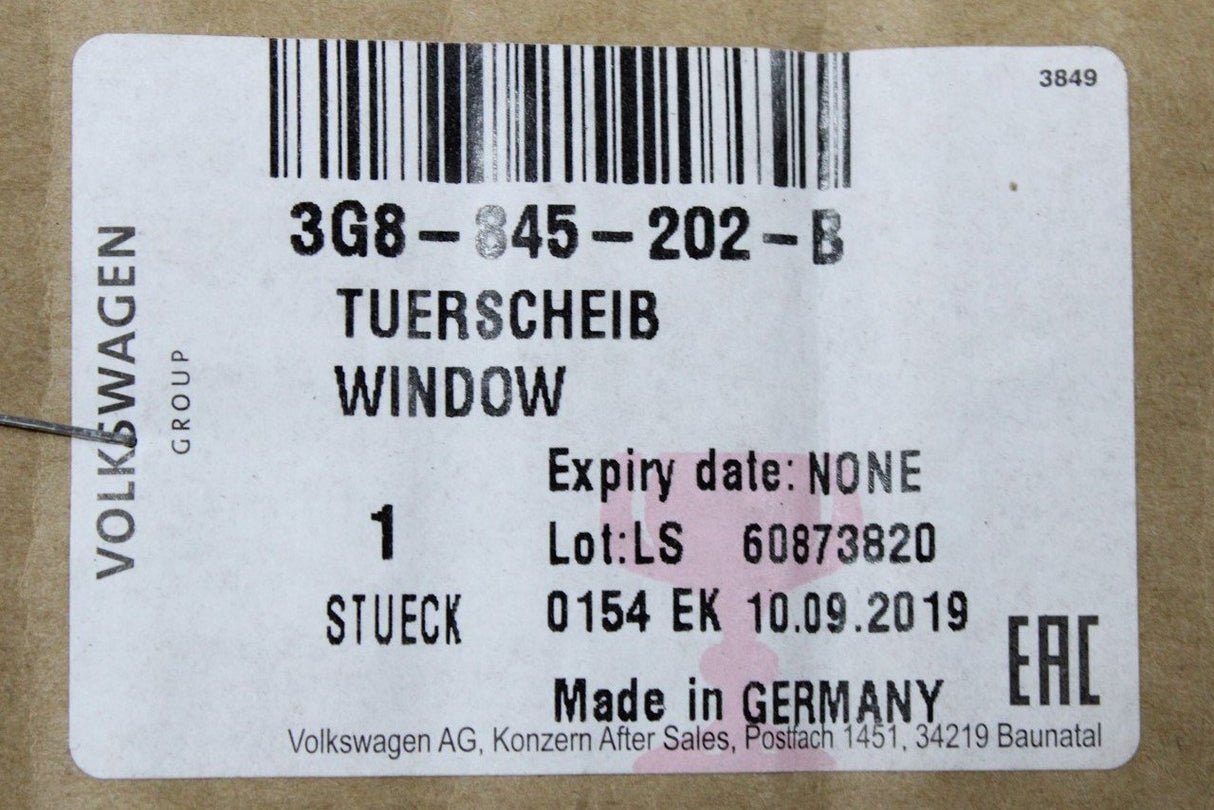 3849
3G8-845-202-B
TUERSCHEIB
WINDOW
VOLKSWAGEN
GROUP
Expiry date: NONE
1
Lot:LS 60873820
STUECK
0154 EK 10.09.2019
EAC
Made in GERMANY
Volkswagen AG, Konzern After Sales, Postfach 1451, 34219 Baunatal